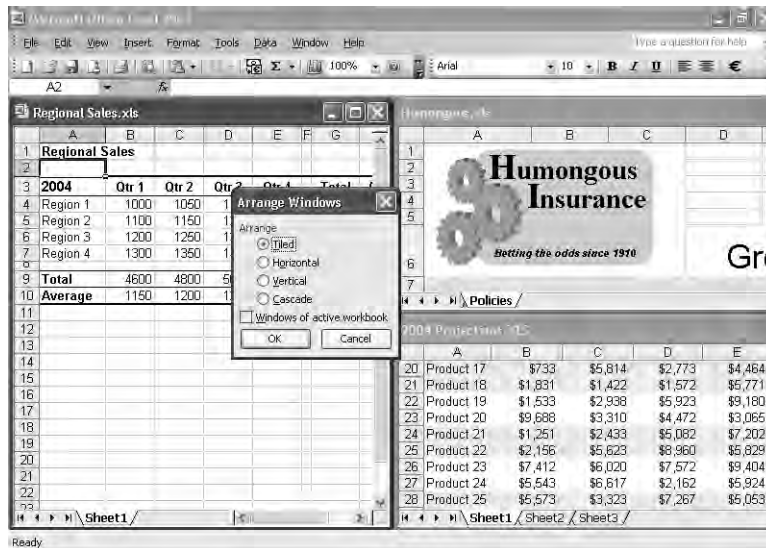 File Edit View Insert Format Tools Data Window Help Type a question for help
100% Arial 10 B I U €
A2 fx
Regional Sales.xls
A B C D E F G
1 Regional Sales
2
3 2004 Qtr 1 Qtr 2 Qtr 3 Qtr 4 Total
4 Region 1 1000 1050
5 Region 2 1100 1150
6 Region 3 1200 1250
7 Region 4 1300 1350
8
9 Total 4600 4800
10 Average 1150 1200
11
12
13
14
15
16
17
18
19
20
21
22
23
Sheet1
Arrange Windows
Arrange
Tiled
Horizontal
Vertical
Cascade
Windows of active workbook
OK Cancel
Humongous.xls
A B C D
1
2
3
4
5
6
7
Humongous
Insurance
Betting the odds since 1910
Gr
Policies
2004 Projections.XLS
A B C D E
20 Product 17 $733 $5,814 $2,773 $4,464
21 Product 18 $1,831 $1,422 $1,572 $5,771
22 Product 19 $1,533 $2,938 $5,923 $9,180
23 Product 20 $9,688 $3,310 $4,472 $3,065
24 Product 21 $1,251 $2,433 $5,082 $7,202
25 Product 22 $2,156 $5,623 $8,960 $5,829
26 Product 23 $7,412 $6,020 $7,572 $9,404
27 Product 24 $5,543 $6,617 $2,162 $5,924
28 Product 25 $5,573 $3,323 $7,267 $5,053
Sheet1 Sheet2 Sheet3
Ready